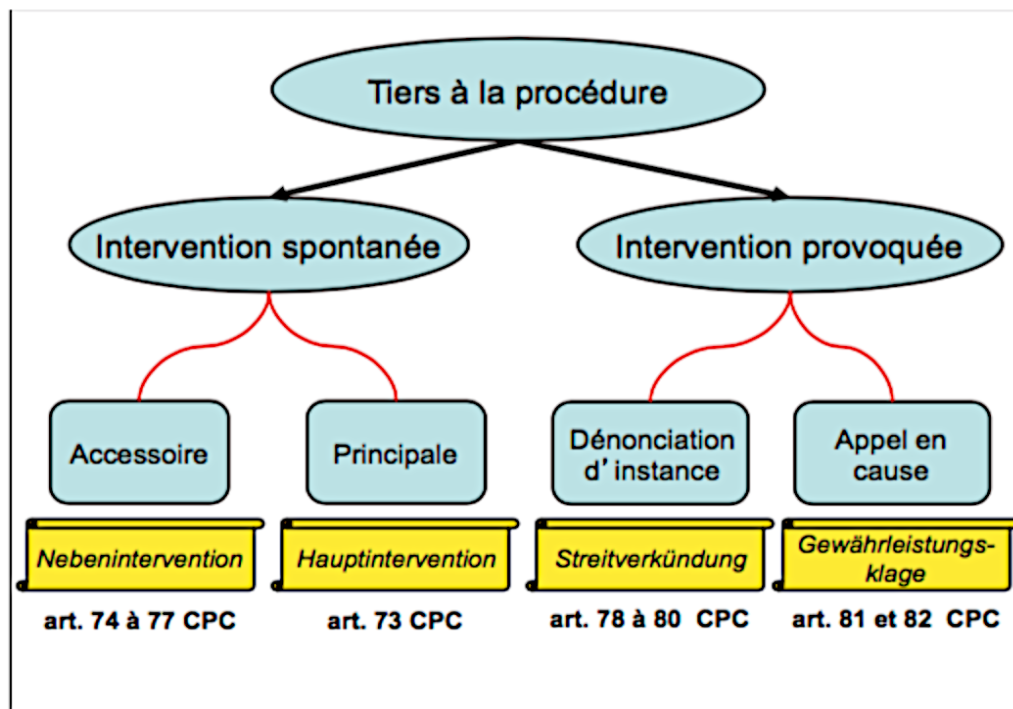 Tiers à la procédure
Intervention spontanée
Intervention provoquée
Accessoire
Principale
Dénonciation
d’instance
Appel en
cause
Nebenintervention
Hauptintervention
Streitverkündung
Gewährleistungs-
klage
art. 74 à 77 CPC
art. 73 CPC
art. 78 à 80 CPC
art. 81 et 82 CPC